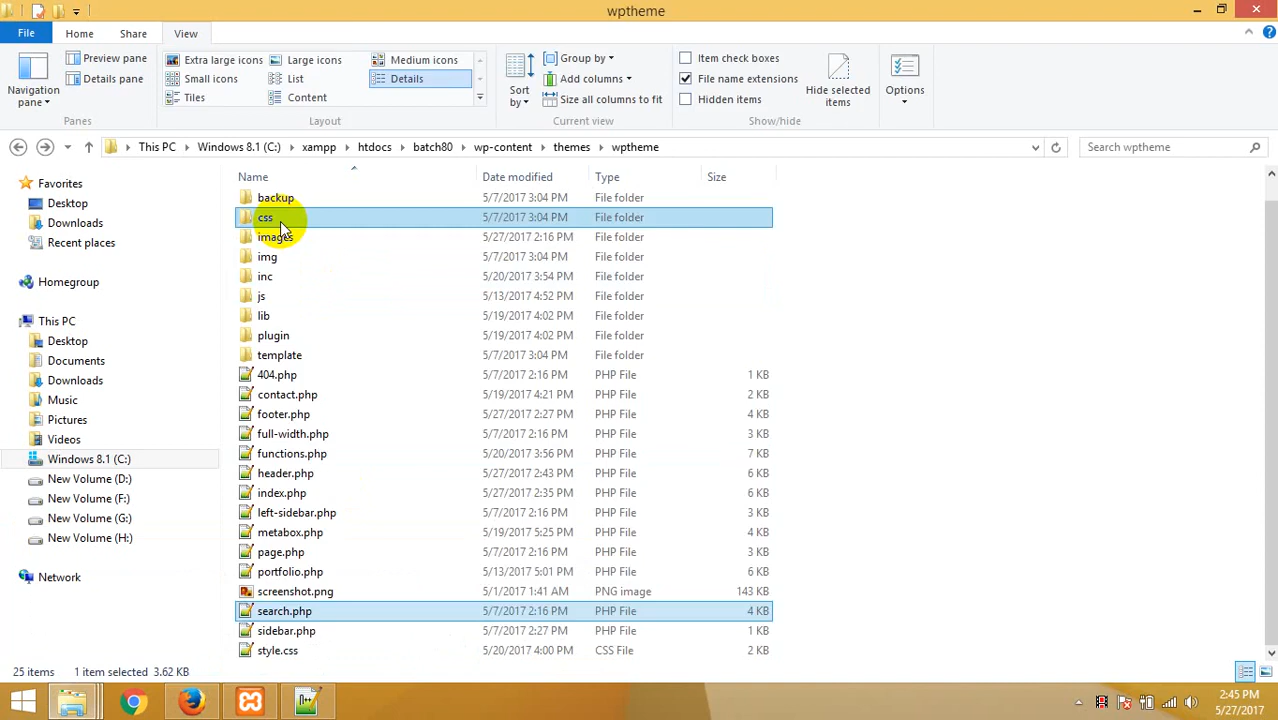 wptheme
File
Home
Share
View
Navigation
pane
Preview pane
Details pane
Panes
Extra large icons
Large icons
Medium icons
Small icons
List
Details
Tiles
Content
Layout
Sort
by
Group by
Add columns
Size all columns to fit
Current view
Item check boxes
File name extensions
Hidden items
Hide selected
items
Show/hide
Options
This PC
Windows 8.1 (C:)
xampp
htdocs
batch80
wp-content
themes
wptheme
Search wptheme
Favorites
Desktop
Downloads
Recent places
Homegroup
This PC
Desktop
Documents
Downloads
Music
Pictures
Videos
Windows 8.1 (C:)
New Volume (D:)
New Volume (F:)
New Volume (G:)
New Volume (H:)
Network
Name Date modified Type Size
backup 5/7/2017 3:04 PM File folder
css 5/7/2017 3:04 PM File folder
images 5/27/2017 2:16 PM File folder
img 5/7/2017 3:04 PM File folder
inc 5/20/2017 3:54 PM File folder
js 5/13/2017 4:52 PM File folder
lib 5/19/2017 4:02 PM File folder
plugin 5/19/2017 4:02 PM File folder
template 5/7/2017 3:04 PM File folder
404.php 5/7/2017 2:16 PM PHP File 1 KB
contact.php 5/19/2017 4:21 PM PHP File 2 KB
footer.php 5/27/2017 2:27 PM PHP File 4 KB
full-width.php 5/7/2017 2:16 PM PHP File 3 KB
functions.php 5/20/2017 3:56 PM PHP File 7 KB
header.php 5/27/2017 2:43 PM PHP File 6 KB
index.php 5/27/2017 2:35 PM PHP File 6 KB
left-sidebar.php 5/7/2017 2:16 PM PHP File 3 KB
metabox.php 5/19/2017 5:25 PM PHP File 4 KB
page.php 5/7/2017 2:16 PM PHP File 3 KB
portfolio.php 5/13/2017 5:01 PM PHP File 6 KB
screenshot.png 5/1/2017 1:41 AM PNG image 143 KB
search.php 5/7/2017 2:16 PM PHP File 4 KB
sidebar.php 5/7/2017 2:27 PM PHP File 1 KB
style.css 5/20/2017 4:00 PM CSS File 2 KB
25 items 1 item selected 3.62 KB
2:45 PM
5/27/2017